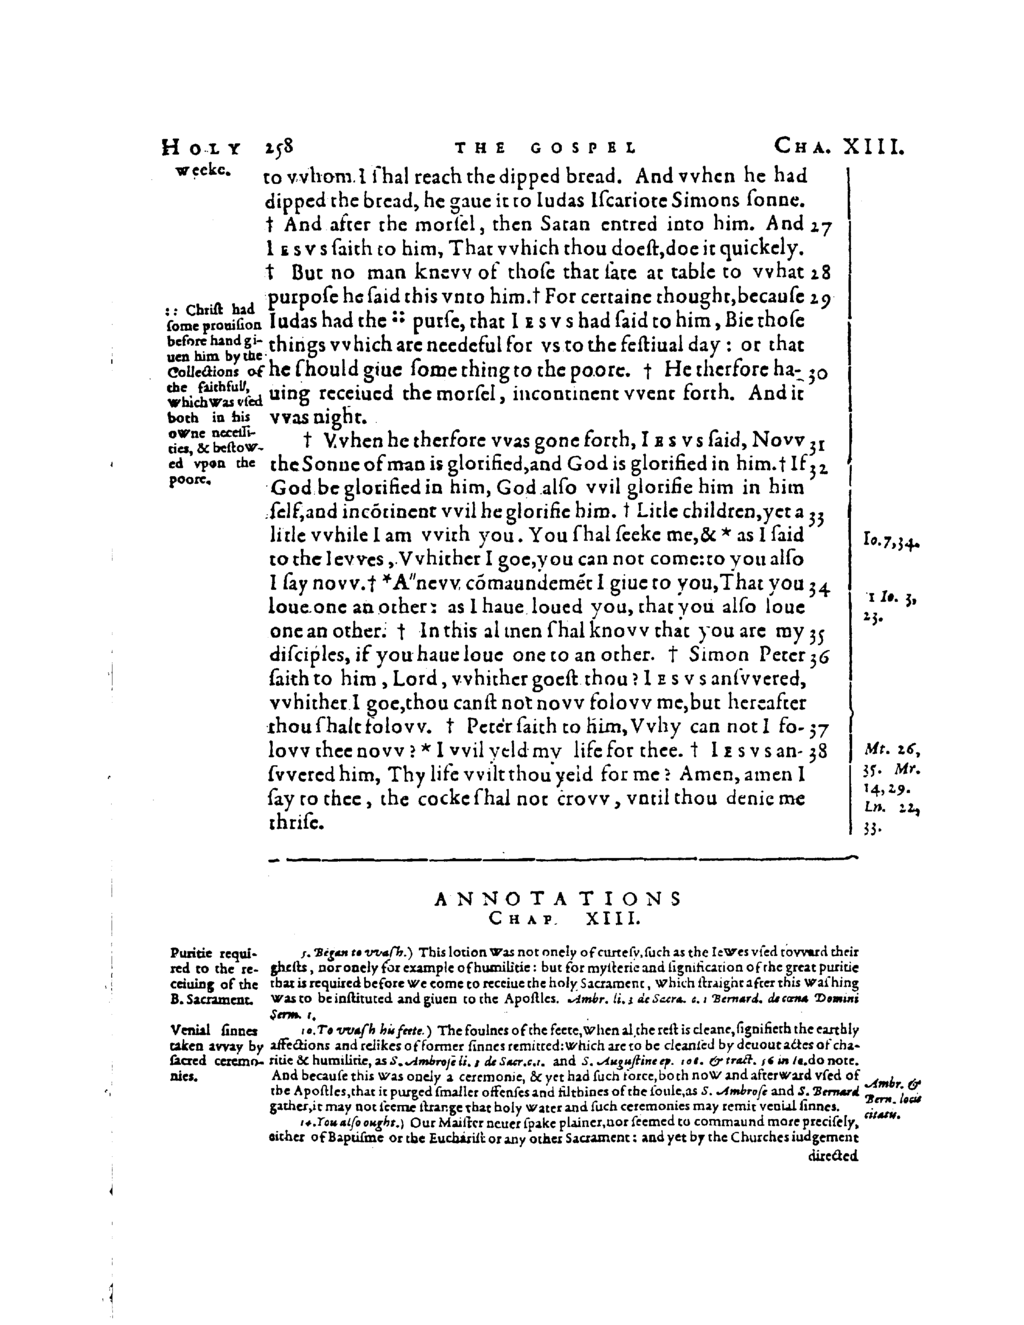 HOLY 258 THE GOSPEL CHA. XIII.
weeke.
to vvhom I ſhal reach the dipped bread. And vvhen he had
dipped the bread, he gaue it to Iudas Iſcariote Simons ſonne.
† And after the morſel, then Satan entred into him. And 27
IESVS ſaith to him, That vvhich thou doeſt, doe it quickely.
† But no man knevv of thoſe that ſate at table to vvhat 28
purpoſe he ſaid this vnto him. † For certaine thought, becauſe 29
Iudas had the :: purſe, that IESVS had ſaid to him, Bie thoſe
things vvhich are needeful for vs to the feſtiual day : or that
he ſhould giue ſome thing to the poore. † He therfore ha- 30
uing receiued the morſel, incontinent vvent forth. And it
vvas night.
† VVhen he therfore vvas gone forth, IESVS ſaid, Novv 31
the Sonne of man is glorified, and God is glorified in him. † If 32
God be glorified in him, God alſo vvil glorifie him in him
ſelf, and incōtinent vvil he glorifie him. † Litle children, yet a 33
litle vvhile I am vvith you. You ſhal ſeeke me, & * as I ſaid
to the Ievves, VVhither I goe, you can not come: to you alſo
I ſay novv. † *A"nevv cōmaundemēt I giue to you, That you 34
loue one an other: as I haue loued you, that you alſo loue
one an other. † In this al men ſhal knovv that you are my 35
diſciples, if you haue loue one to an other. † Simon Peter 36
ſaith to him, Lord, vvhither goeſt thou? IESVS anſvvered,
vvhither I goe, thou canſt not novv folovv me, but hereafter
thou ſhalt folovv. † Peter ſaith to him, VVhy can not I fo- 37
lovv thee novv? * I vvil yeld my life for thee. † IESVS an- 38
ſvvered him, Thy life vvilt thou yeld for me? Amen, amen I
ſay to thee, the cocke ſhal not crovv, vntil thou denie me
thriſe.
:: Chriſt had
ſome prouiſion
before hand gi-
uen him by the
Collections of
the faithful,
which was vſed
both in his
owne neceſſi-
ties, & beſtow-
ed vpon the
poore.
Io. 7, 34.
1 Io. 3,
23.
Mt. 26,
35. Mr.
14, 29.
Lu. 22,
33.
ANNOTATIONS
CHAP. XIII.
Puritie requi-
red to the re-
ceiuing of the
B. Sacrament.
5. Began to vvaſh.) This lotion was not onely of curteſy, ſuch as the Iewes vſed tovvard their
gheſts, nor onely for example of humilitie: but for myſterie and ſignification of the great puritie
that is required before we come to receiue the holy Sacrament, which ſtraight after this waſhing
was to be inſtituted and giuen to the Apoſtles. Ambr. li. 3 de Sacra. c. 1 Bernard. de cœna Domini
Serm. 1.
Venial ſinnes
taken avvay by
ſacred ceremo-
nies.
10. To vvaſh his feete.) The foulnes of the feete, when al the reſt is cleane, ſignifieth the earthly
affections and relikes of former ſinnes remitted: which are to be cleanſed by deuout actes of cha-
ritie & humilitie, as S. Ambroſe li. 3 de Sacr. c. 1. and S. Auguſtine ep. 108. & tract. 56 in Io. do note.
And becauſe this was onely a ceremonie, & yet had ſuch force, both now and afterward vſed of
the Apoſtles, that it purged ſmaller offenſes and filthines of the ſoule, as S. Ambroſe and S. Bernard
gather, it may not ſeeme ſtrange that holy water and ſuch ceremonies may remit venial ſinnes.
Ambr. &
Bern. locis
citatis.
14. You alſo ought.) Our Maiſter neuer ſpake plainer, nor ſeemed to commaund more preciſely,
either of Baptiſme or the Euchariſt or any other Sacrament: and yet by the Churches iudgement
directed